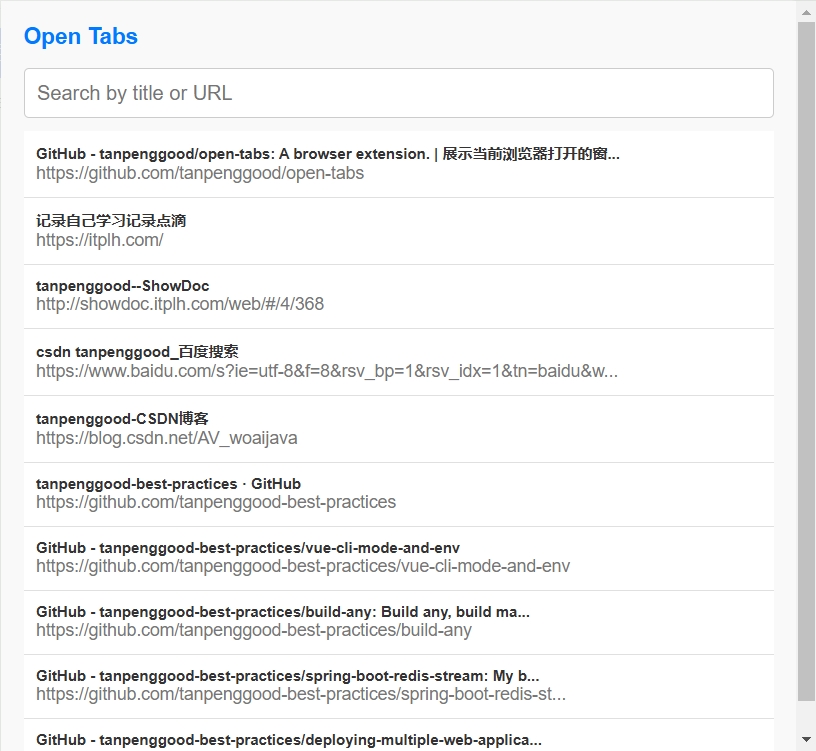 Open Tabs
Search by title or URL
GitHub - tanpenggood/open-tabs: A browser extension. | 展示当前浏览器打开的窗...
https://github.com/tanpenggood/open-tabs
记录自己学习记录点滴
https://itplh.com/
tanpenggood--ShowDoc
http://showdoc.itplh.com/web/#/4/368
csdn tanpenggood_百度搜索
https://www.baidu.com/s?ie=utf-8&f=8&rsv_bp=1&rsv_idx=1&tn=baidu&w...
tanpenggood-CSDN博客
https://blog.csdn.net/AV_woaijava
tanpenggood-best-practices · GitHub
https://github.com/tanpenggood-best-practices
GitHub - tanpenggood-best-practices/vue-cli-mode-and-env
https://github.com/tanpenggood-best-practices/vue-cli-mode-and-env
GitHub - tanpenggood-best-practices/build-any: Build any, build ma...
https://github.com/tanpenggood-best-practices/build-any
GitHub - tanpenggood-best-practices/spring-boot-redis-stream: My b...
https://github.com/tanpenggood-best-practices/spring-boot-redis-st...
GitHub - tanpenggood-best-practices/deploying-multiple-web-applica...